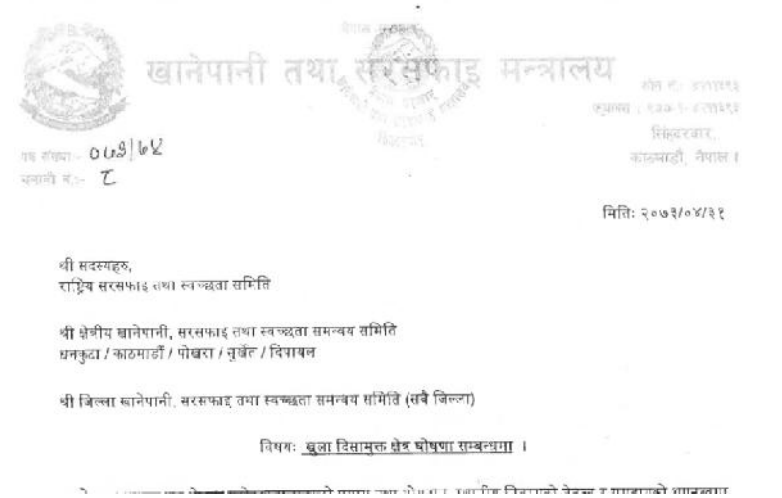 नेपाल सरकार
खानेपानी तथा सरसफाइ मन्त्रालय
सिंहदरबार,
काठमाडौं, नेपाल ।
पत्र संख्या:- ०७३/७४
चलानी नं.:- ८
मितिः २०७३/०४/३१
श्री सदस्यहरु,
राष्ट्रिय सरसफाइ तथा स्वच्छता समिति
श्री क्षेत्रीय खानेपानी, सरसफाइ तथा स्वच्छता समन्वय समिति
धनकुटा / काठमाडौँ / पोखरा / सुर्खेत / दिपायल
श्री जिल्ला खानेपानी, सरसफाइ तथा स्वच्छता समन्वय समिति (सबै जिल्ला)
विषयः खुला दिसामुक्त क्षेत्र घोषणा सम्बन्धमा ।